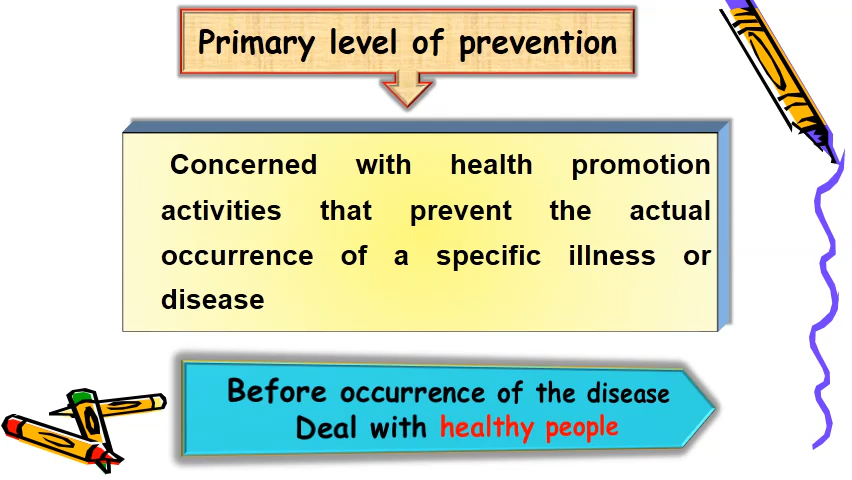 Primary level of prevention
Concerned with health promotion
activities that prevent the actual
occurrence of a specific illness or
disease
Before occurrence of the disease
Deal with healthy people